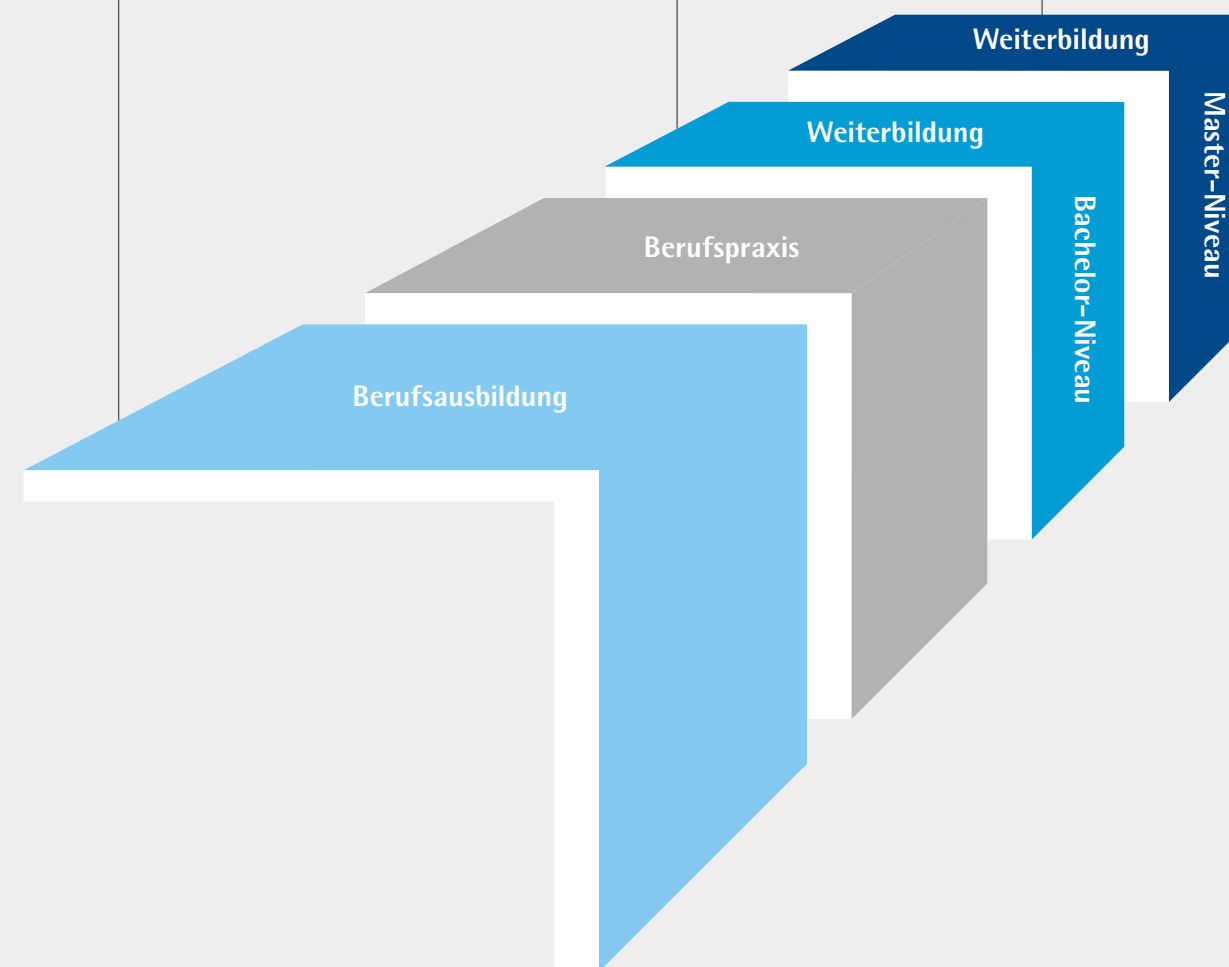 Weiterbildung
Master-Niveau
Weiterbildung
Bachelor-Niveau
Berufspraxis
Berufsausbildung